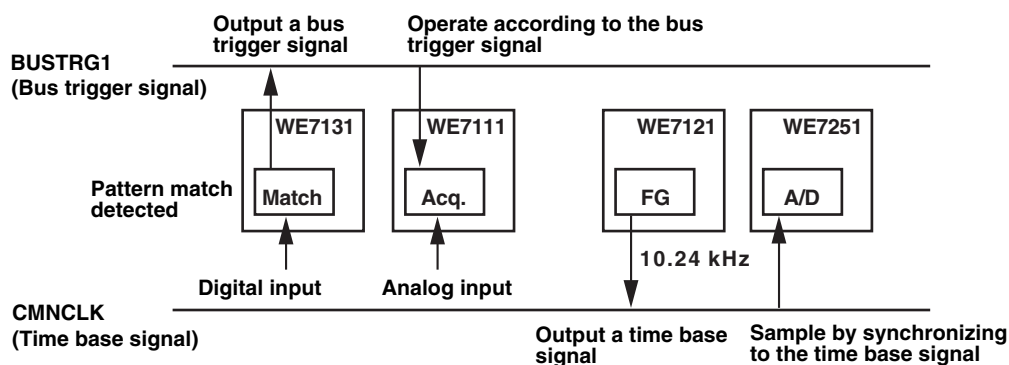 Output a bus
trigger signal
Operate according to the bus
trigger signal
BUSTRG1
(Bus trigger signal)
WE7131
WE7111
WE7121
WE7251
Pattern match
detected
Match
Acq.
FG
A/D
10.24 kHz
Digital input
Analog input
CMNCLK
(Time base signal)
Output a time base
signal
Sample by synchronizing
to the time base signal